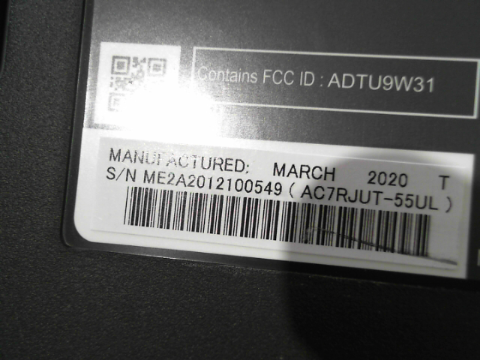 Contains FCC ID : ADTU9W31
MANUFACTURED: MARCH 2020 T
S/N ME2A2012100549 ( AC7RJUT-55UL )